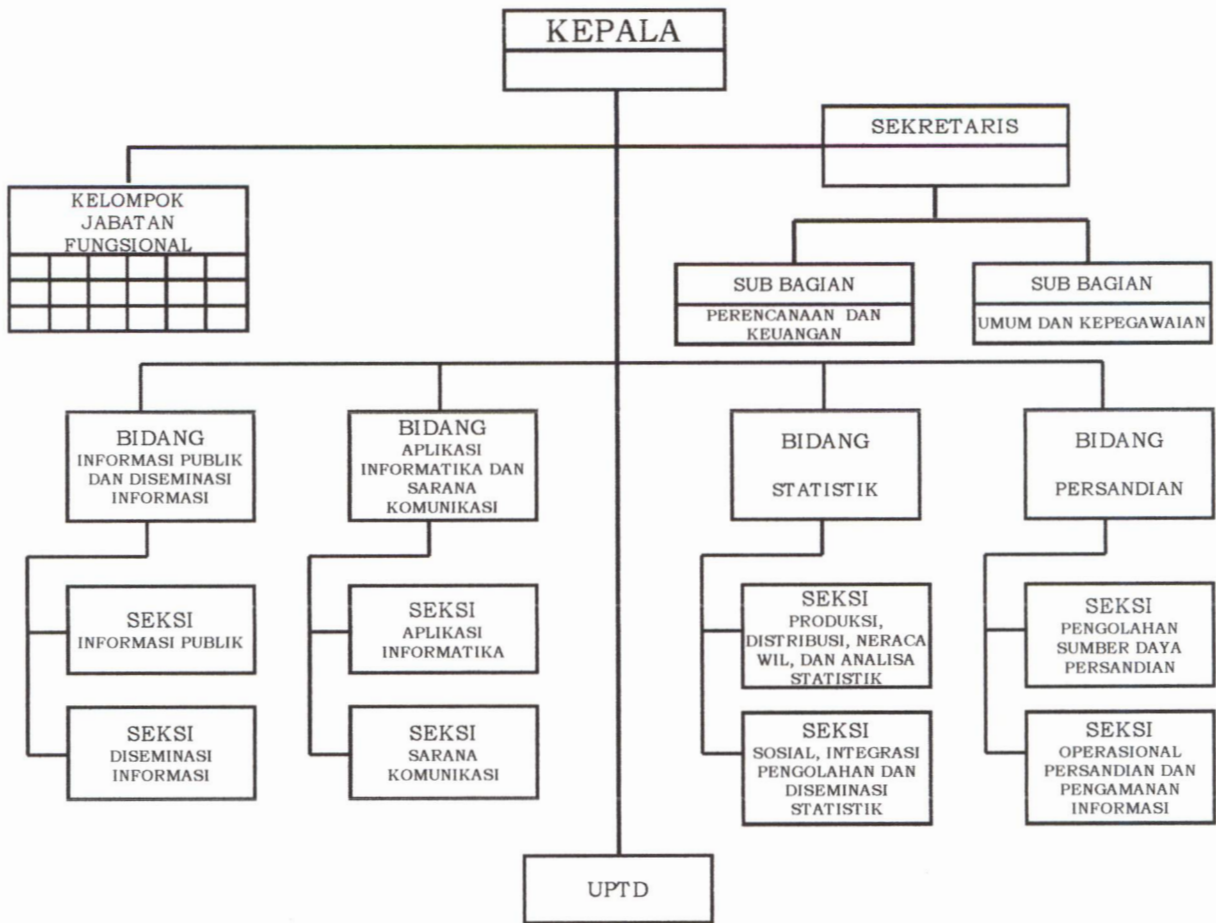 KEPALA
SEKRETARIS
KELOMPOK
JABATAN
FUNGSIONAL
SUB BAGIAN
PERENCANAAN DAN
KEUANGAN
SUB BAGIAN
UMUM DAN KEPEGAWAIAN
BIDANG
INFORMASI PUBLIK
DAN DISEMINASI
INFORMASI
BIDANG
APLIKASI
INFORMATIKA DAN
SARANA
KOMUNIKASI
BIDANG
STATISTIK
BIDANG
PERSANDIAN
SEKSI
INFORMASI PUBLIK
SEKSI
APLIKASI
INFORMATIKA
SEKSI
PRODUKSI,
DISTRIBUSI, NERACA
WIL, DAN ANALISA
STATISTIK
SEKSI
PENGOLAHAN
SUMBER DAYA
PERSANDIAN
SEKSI
DISEMINASI
INFORMASI
SEKSI
SARANA
KOMUNIKASI
SEKSI
SOSIAL, INTEGRASI
PENGOLAHAN DAN
DISEMINASI
STATISTIK
SEKSI
OPERASIONAL
PERSANDIAN DAN
PENGAMANAN
INFORMASI
UPTD